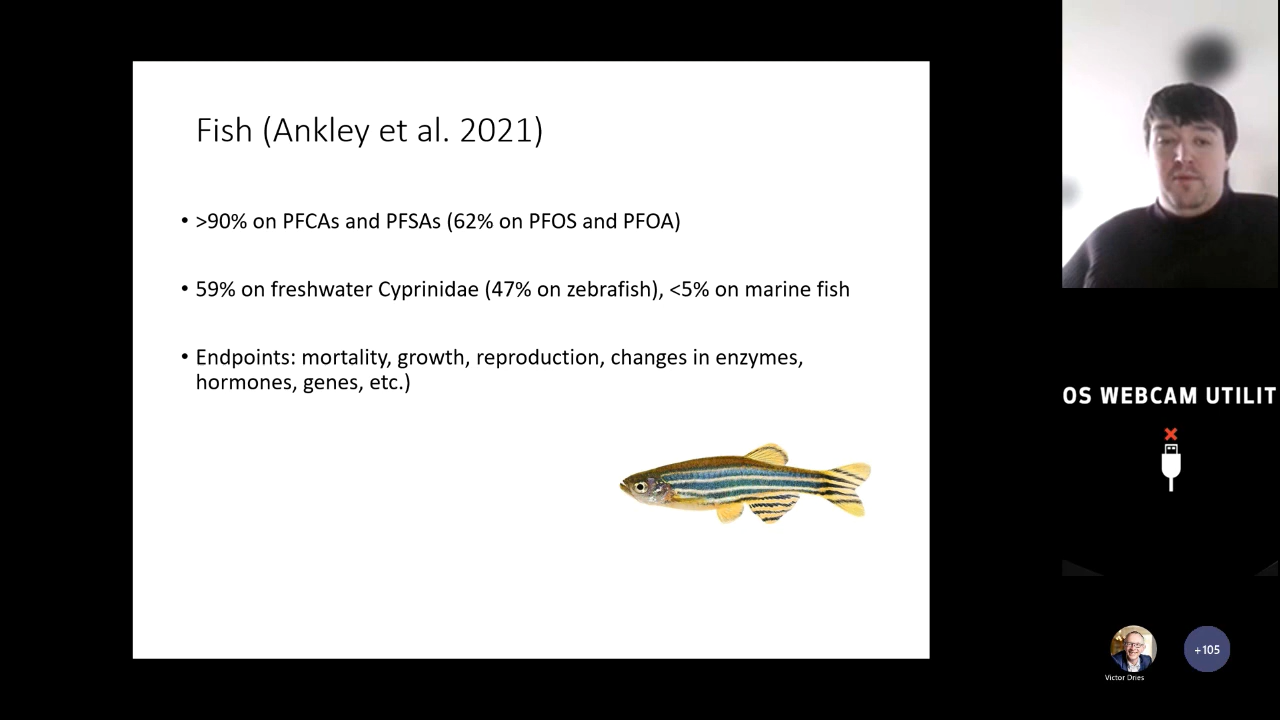 Fish (Ankley et al. 2021)
• >90% on PFCAs and PFSAs (62% on PFOS and PFOA)
• 59% on freshwater Cyprinidae (47% on zebrafish), <5% on marine fish
• Endpoints: mortality, growth, reproduction, changes in enzymes,
hormones, genes, etc.)
OS WEBCAM UTILIT
+105
Victor Dries